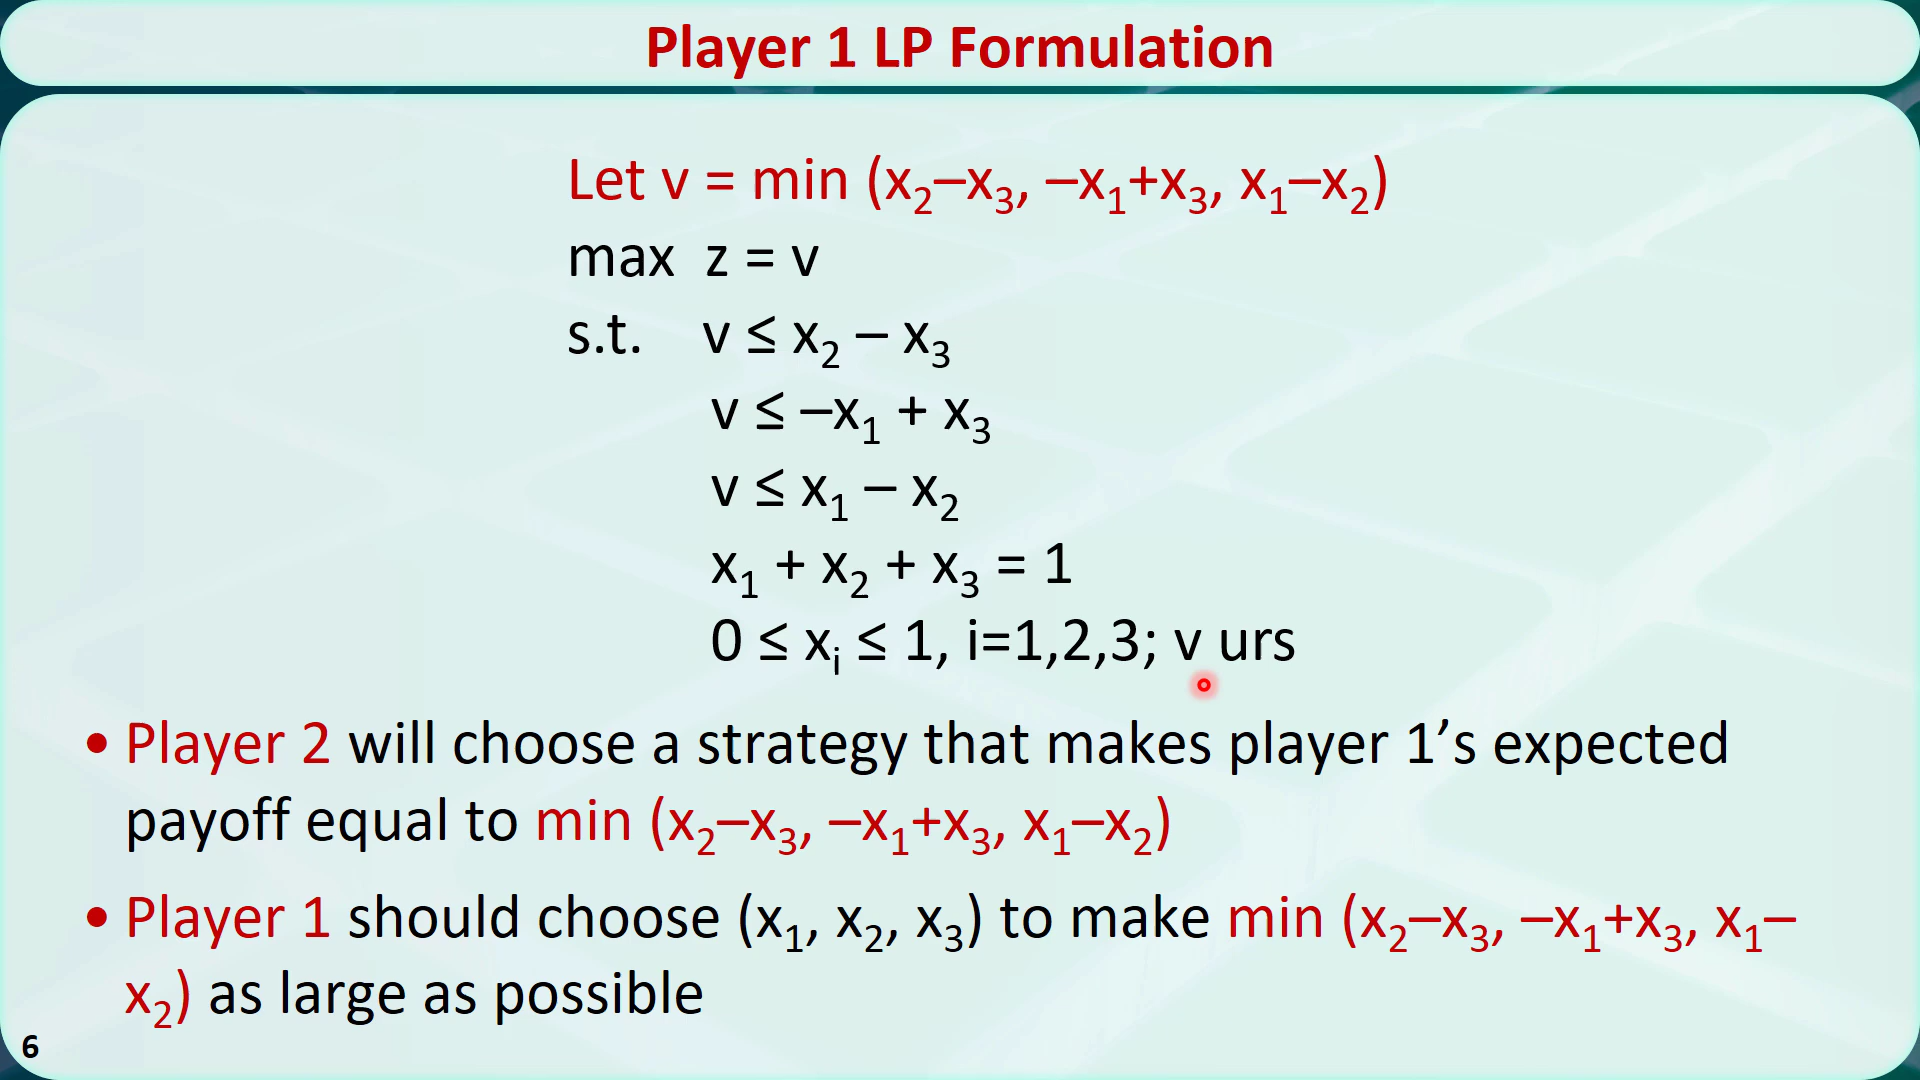 Player 1 LP Formulation
Let v = min (x₂–x₃, –x₁+x₃, x₁–x₂)
max z = v
s.t. v ≤ x₂ – x₃
v ≤ –x₁ + x₃
v ≤ x₁ – x₂
x₁ + x₂ + x₃ = 1
0 ≤ xᵢ ≤ 1, i=1,2,3; v urs
• Player 2 will choose a strategy that makes player 1’s expected
payoff equal to min (x₂–x₃, –x₁+x₃, x₁–x₂)
• Player 1 should choose (x₁, x₂, x₃) to make min (x₂–x₃, –x₁+x₃, x₁–
x₂) as large as possible
6